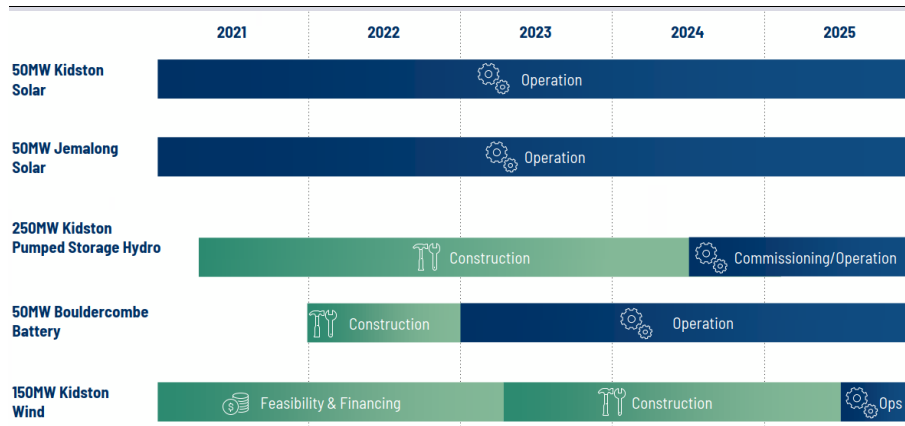 2021 2022 2023 2024 2025
50MW Kidston
Solar
Operation
50MW Jemalong
Solar
Operation
250MW Kidston
Pumped Storage Hydro
Construction
Commissioning/Operation
50MW Bouldercombe
Battery
Construction
Operation
150MW Kidston
Wind
$ Feasibility & Financing
Construction
Ops